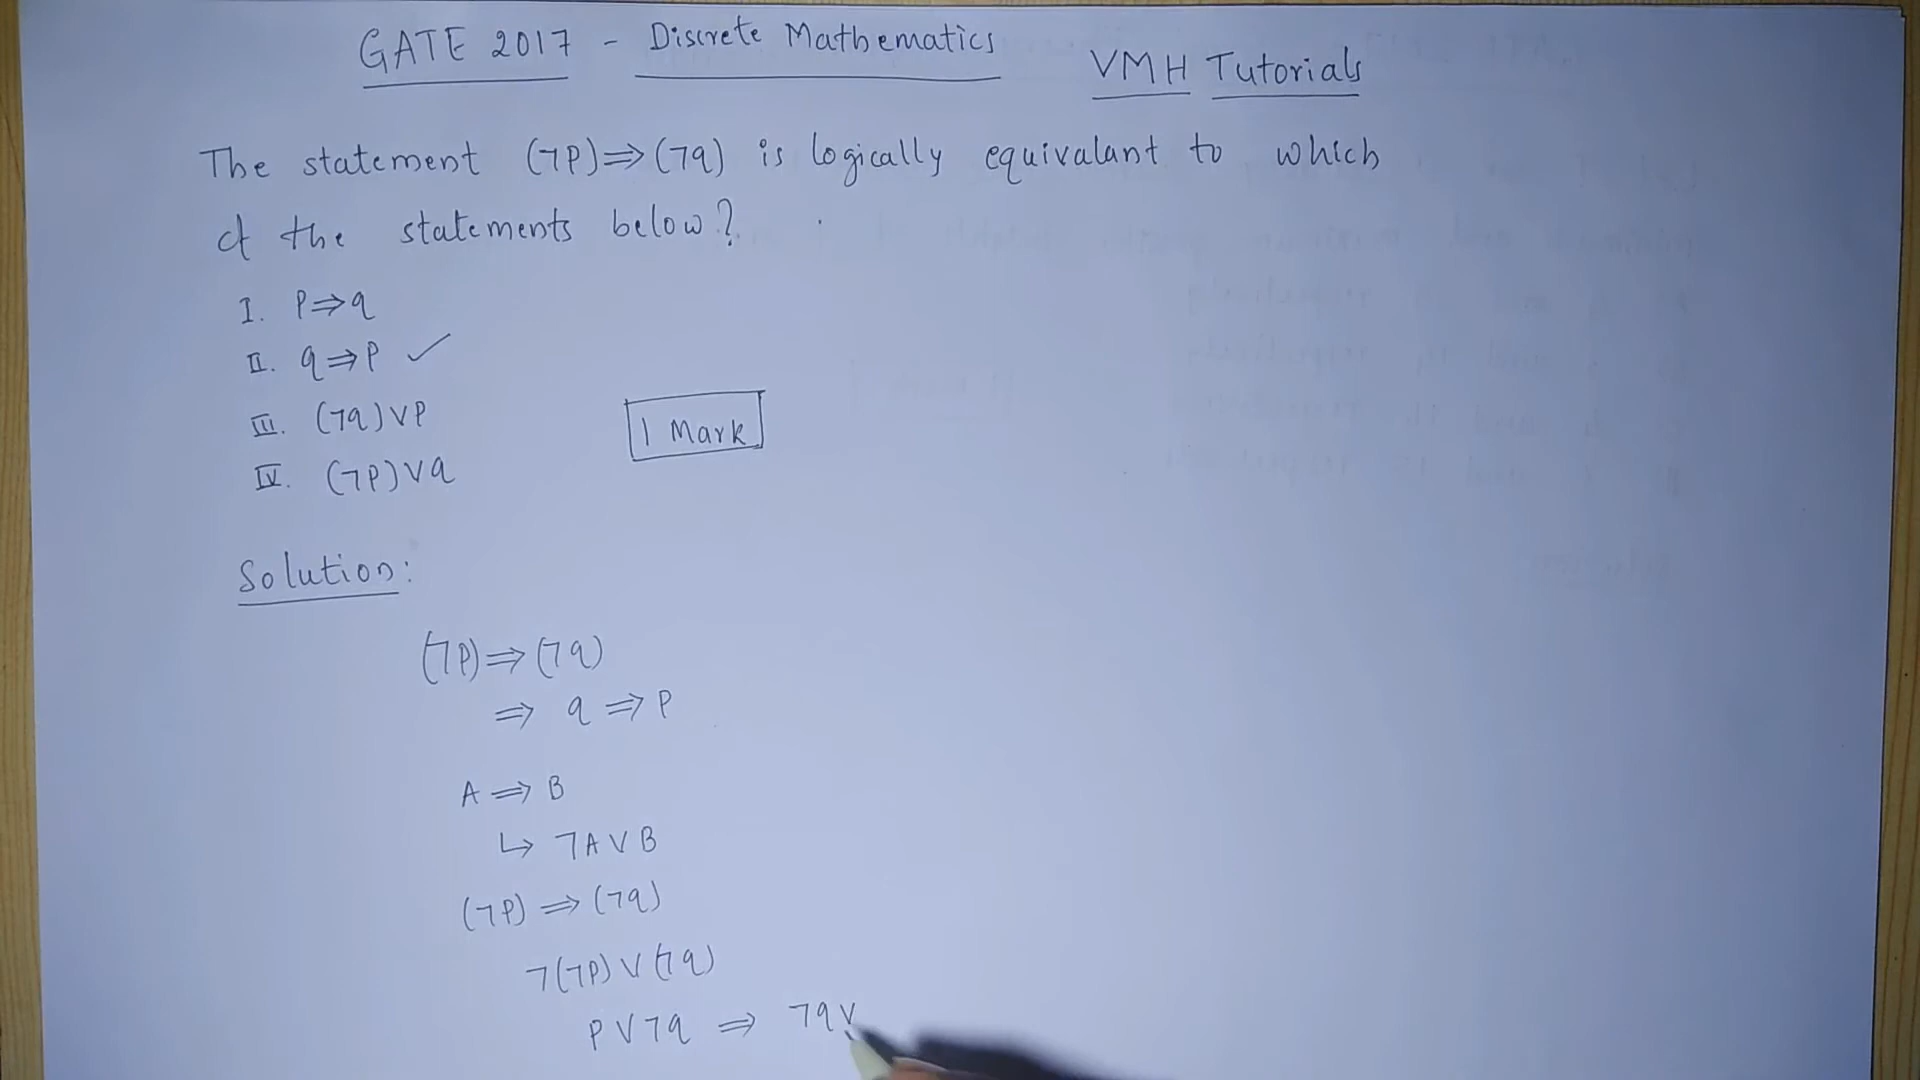 GATE 2017 - Discrete Mathematics
VMH Tutorials
The statement (¬P)⇒(¬q) is logically equivalant to which
of the statements below?
I. P⇒q
II. q⇒P ✓
III. (¬q)∨P
IV. (¬P)∨q
1 Mark
Solution:
(¬P)⇒(¬q)
⇒ q⇒P
A⇒B
↳ ¬A∨B
(¬P)⇒(¬q)
¬(¬P)∨(¬q)
P∨¬q ⇒ ¬q∨